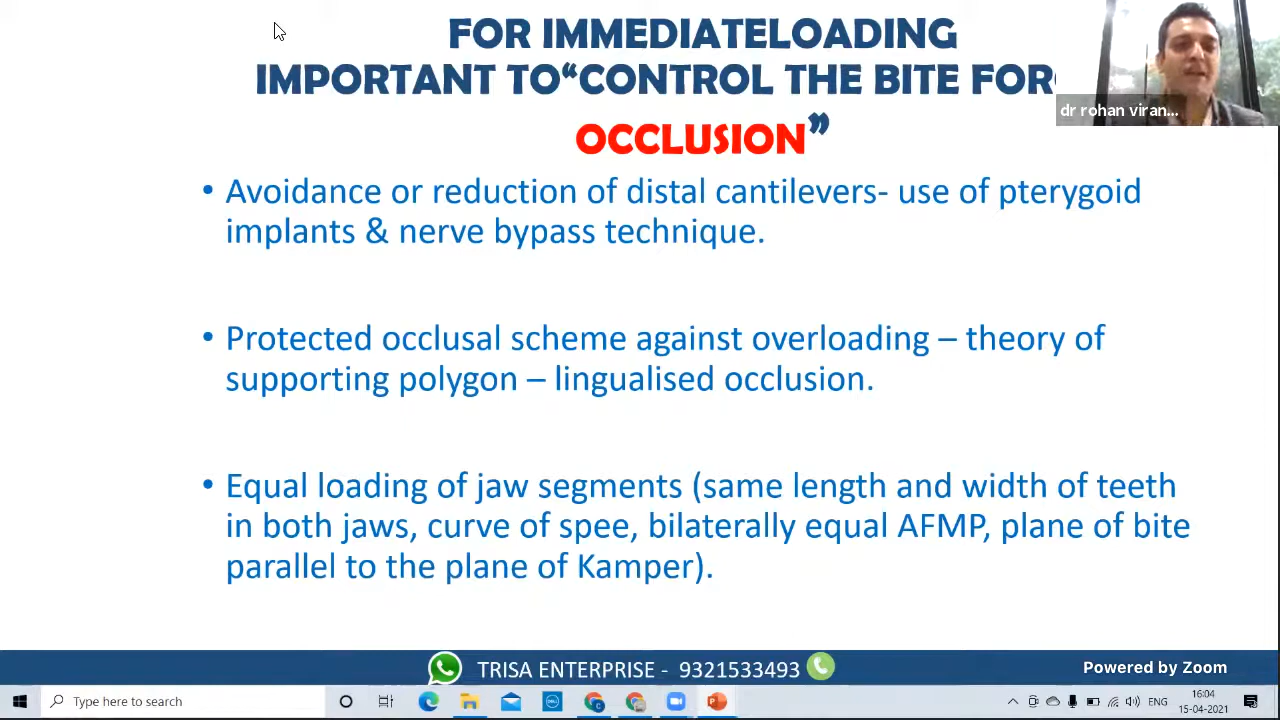 FOR IMMEDIATELOADING
IMPORTANT TO“CONTROL THE BITE
OCCLUSION”
dr rohan viran...
• Avoidance or reduction of distal cantilevers- use of pterygoid
implants & nerve bypass technique.
• Protected occlusal scheme against overloading – theory of
supporting polygon – lingualised occlusion.
• Equal loading of jaw segments (same length and width of teeth
in both jaws, curve of spee, bilaterally equal AFMP, plane of bite
parallel to the plane of Kamper).
TRISA ENTERPRISE - 9321533493
Powered by Zoom
Type here to search
ENG
16:04
15-04-2021